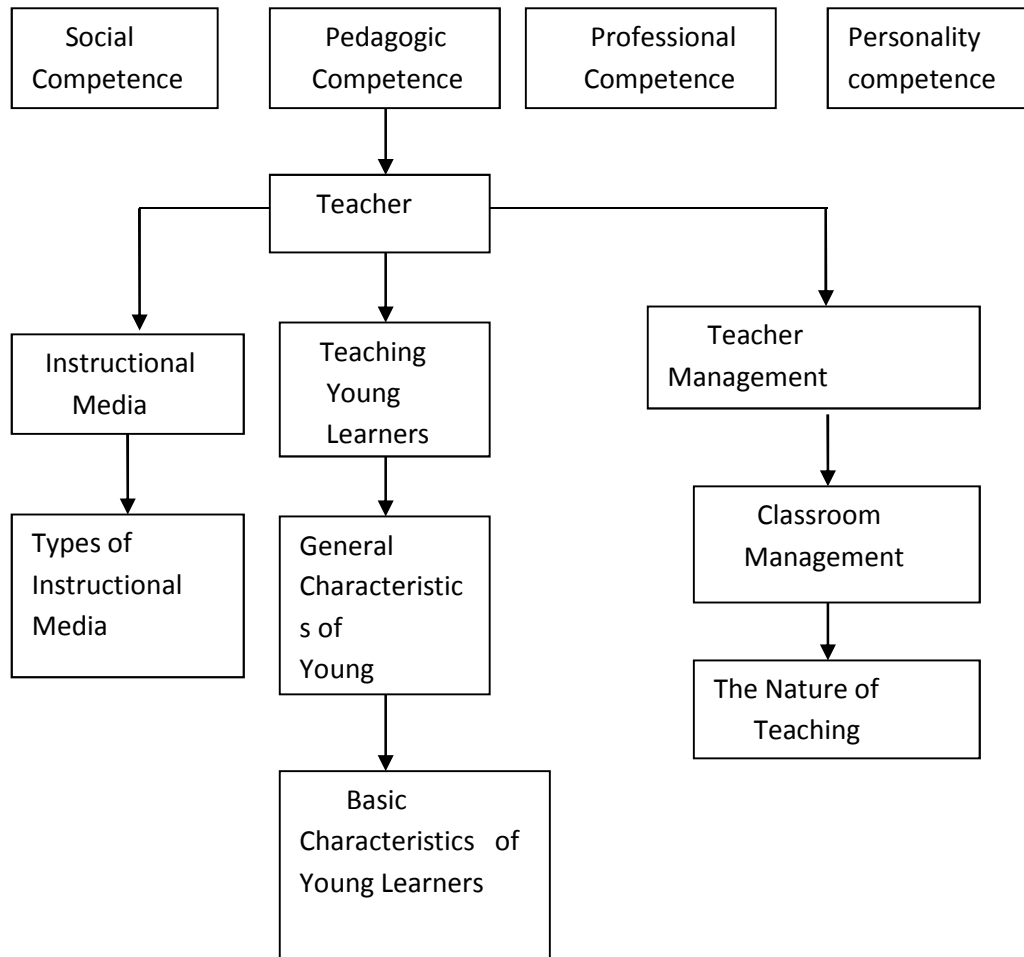 Social
Competence
Pedagogic
Competence
Professional
Competence
Personality
competence
Teacher
Instructional
Media
Teaching
Young
Learners
Teacher
Management
Types of
Instructional
Media
General
Characteristic
s of
Young
Classroom
Management
The Nature of
Teaching
Basic
Characteristics of
Young Learners